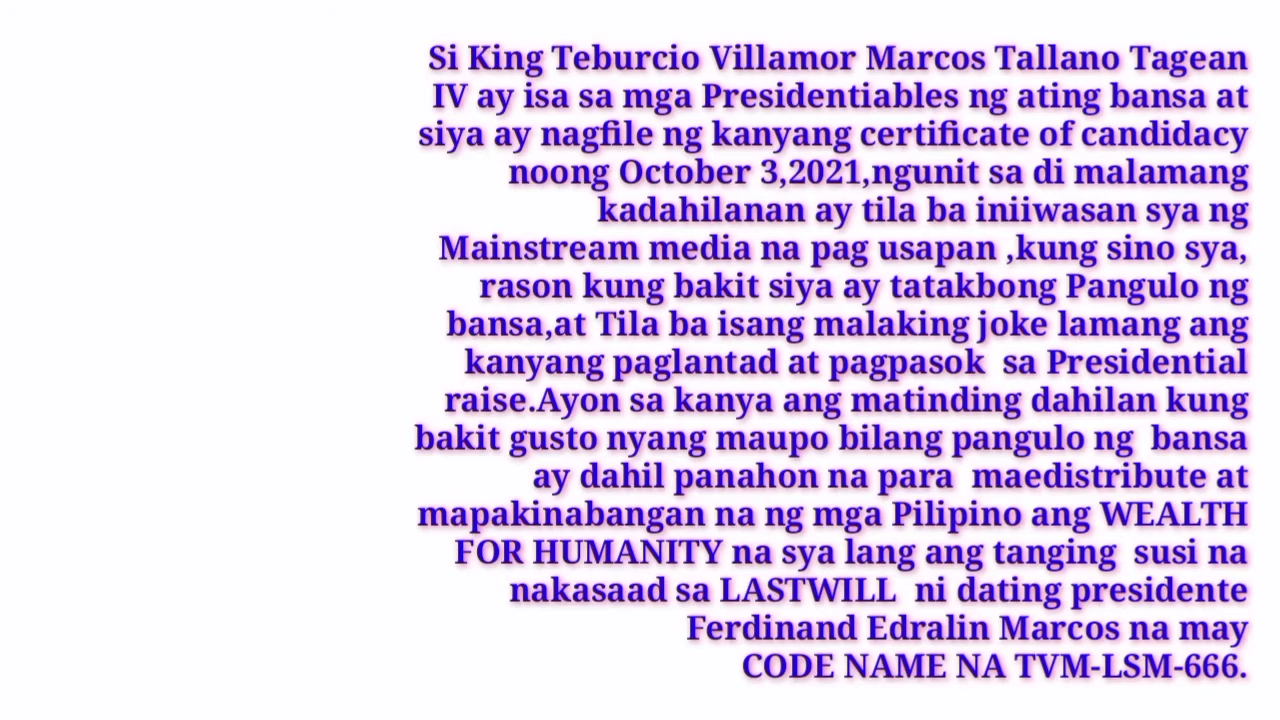 Si King Teburcio Villamor Marcos Tallano Tagean
IV ay isa sa mga Presidentiables ng ating bansa at
siya ay nagfile ng kanyang certificate of candidacy
noong October 3,2021,ngunit sa di malamang
kadahilanan ay tila ba iniiwasan sya ng
Mainstream media na pag usapan ,kung sino sya,
rason kung bakit siya ay tatakbong Pangulo ng
bansa,at Tila ba isang malaking joke lamang ang
kanyang paglantad at pagpasok  sa Presidential
raise.Ayon sa kanya ang matinding dahilan kung
bakit gusto nyang maupo bilang pangulo ng  bansa
ay dahil panahon na para  maedistribute at
mapakinabangan na ng mga Pilipino ang WEALTH
FOR HUMANITY na sya lang ang tanging  susi na
nakasaad sa LASTWILL  ni dating presidente
Ferdinand Edralin Marcos na may
CODE NAME NA TVM-LSM-666.